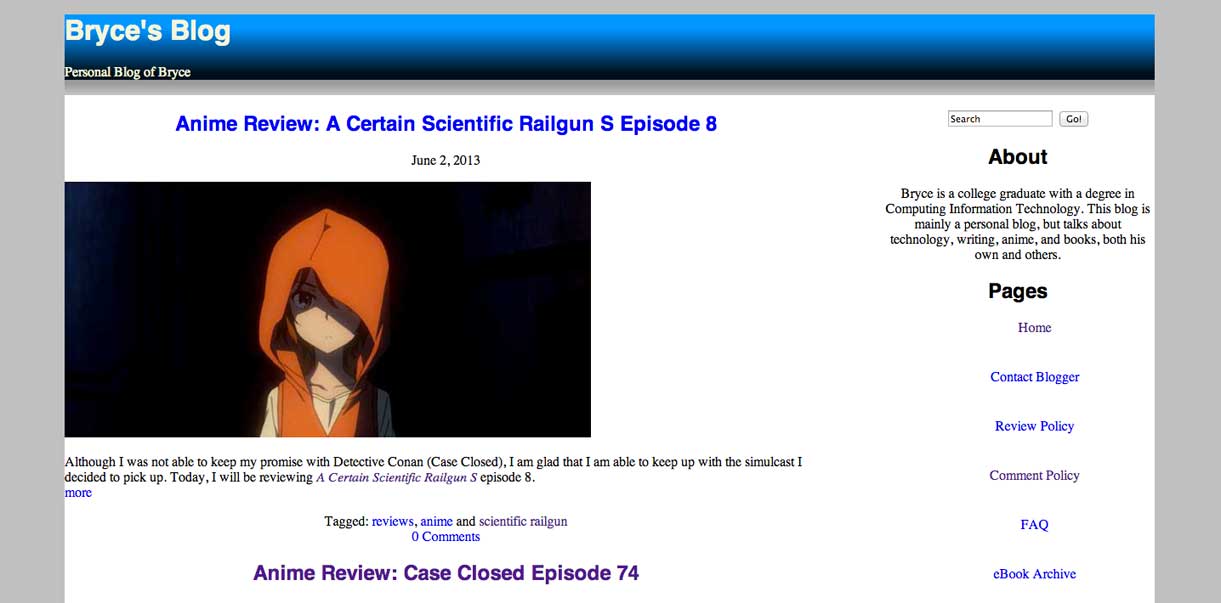 Bryce's Blog
Personal Blog of Bryce
Anime Review: A Certain Scientific Railgun S Episode 8
June 2, 2013
Although I was not able to keep my promise with Detective Conan (Case Closed), I am glad that I am able to keep up with the simulcast I
decided to pick up. Today, I will be reviewing A Certain Scientific Railgun S episode 8.
more
Tagged: reviews, anime and scientific railgun
0 Comments
Anime Review: Case Closed Episode 74
Search Go!
About
Bryce is a college graduate with a degree in
Computing Information Technology. This blog is
mainly a personal blog, but talks about
technology, writing, anime, and books, both his
own and others.
Pages
Home
Contact Blogger
Review Policy
Comment Policy
FAQ
eBook Archive